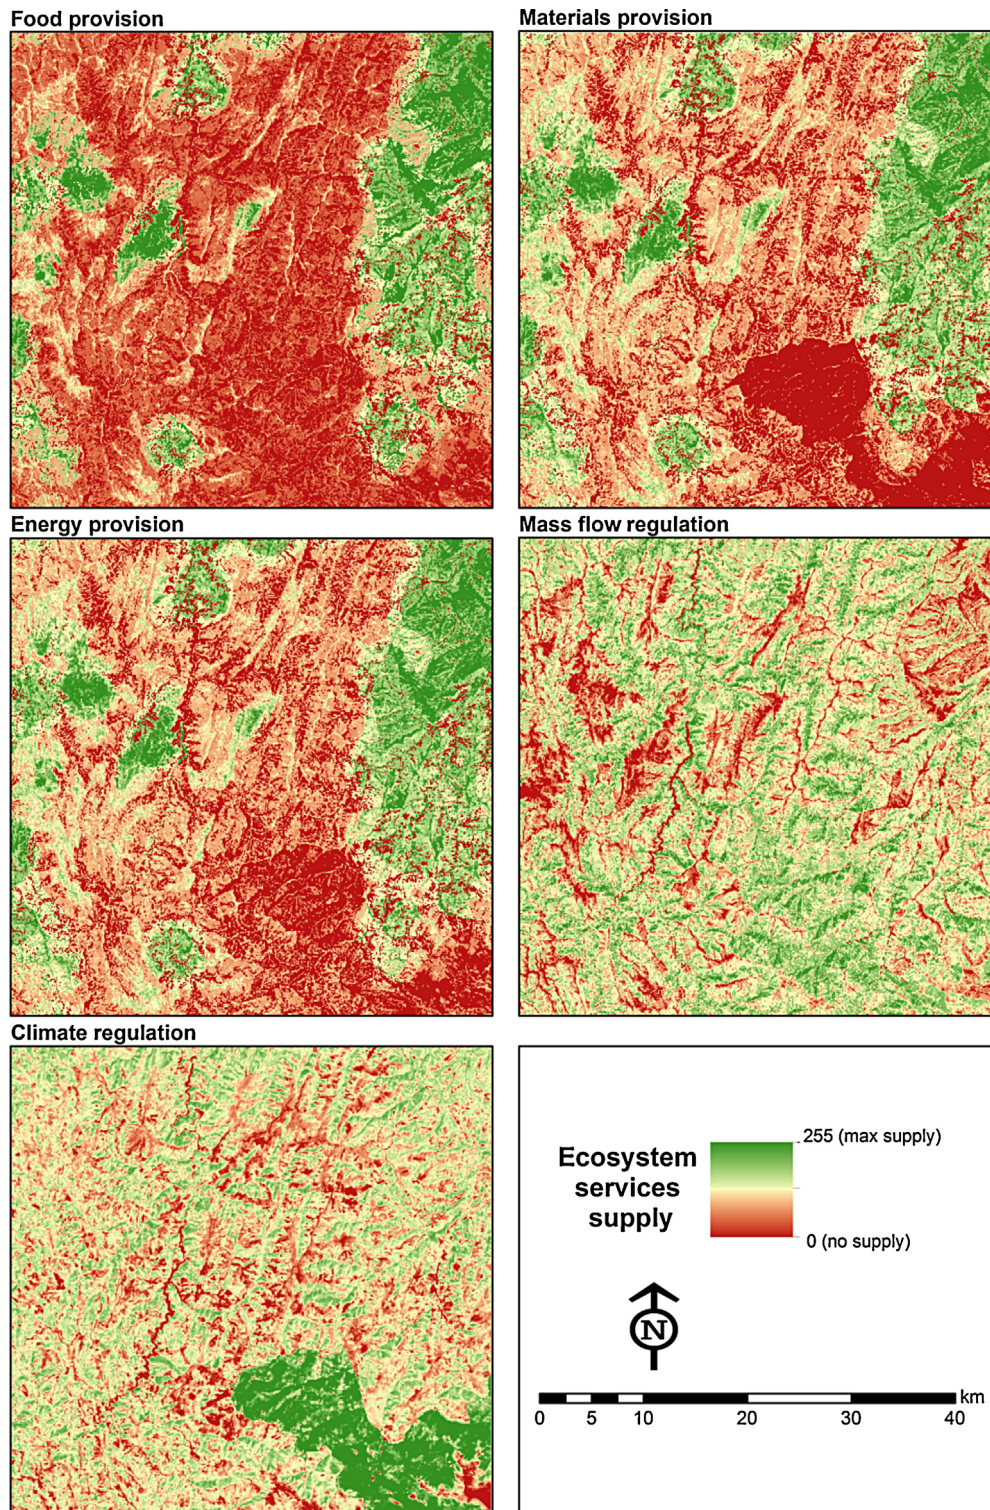 Food provision
Materials provision
Energy provision
Mass flow regulation
Climate regulation
Ecosystem
services
supply
255 (max supply)
0 (no supply)
N
km
0 5 10 20 30 40